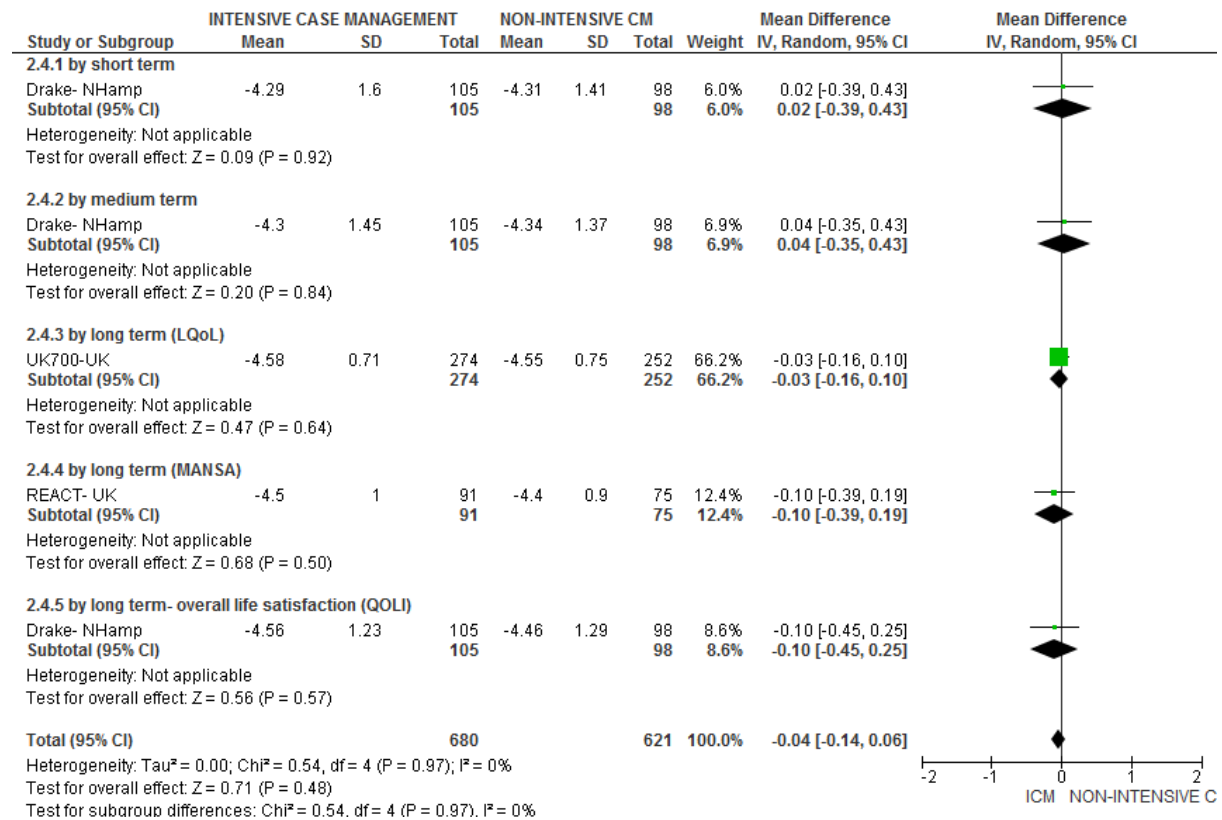 INTENSIVE CASE MANAGEMENT NON-INTENSIVE CM Mean Difference Mean Difference
Study or Subgroup Mean SD Total Mean SD Total Weight IV, Random, 95% CI IV, Random, 95% CI
2.4.1 by short term
Drake- NHamp -4.29 1.6 105 -4.31 1.41 98 6.0% 0.02 [-0.39, 0.43]
Subtotal (95% CI) 105 98 6.0% 0.02 [-0.39, 0.43]
Heterogeneity: Not applicable
Test for overall effect: Z = 0.09 (P = 0.92)
2.4.2 by medium term
Drake- NHamp -4.3 1.45 105 -4.34 1.37 98 6.9% 0.04 [-0.35, 0.43]
Subtotal (95% CI) 105 98 6.9% 0.04 [-0.35, 0.43]
Heterogeneity: Not applicable
Test for overall effect: Z = 0.20 (P = 0.84)
2.4.3 by long term (LQoL)
UK700-UK -4.58 0.71 274 -4.55 0.75 252 66.2% -0.03 [-0.16, 0.10]
Subtotal (95% CI) 274 252 66.2% -0.03 [-0.16, 0.10]
Heterogeneity: Not applicable
Test for overall effect: Z = 0.47 (P = 0.64)
2.4.4 by long term (MANSA)
REACT- UK -4.5 1 91 -4.4 0.9 75 12.4% -0.10 [-0.39, 0.19]
Subtotal (95% CI) 91 75 12.4% -0.10 [-0.39, 0.19]
Heterogeneity: Not applicable
Test for overall effect: Z = 0.68 (P = 0.50)
2.4.5 by long term- overall life satisfaction (QOLI)
Drake- NHamp -4.56 1.23 105 -4.46 1.29 98 8.6% -0.10 [-0.45, 0.25]
Subtotal (95% CI) 105 98 8.6% -0.10 [-0.45, 0.25]
Heterogeneity: Not applicable
Test for overall effect: Z = 0.56 (P = 0.57)
Total (95% CI) 680 621 100.0% -0.04 [-0.14, 0.06]
Heterogeneity: Tau² = 0.00; Chi² = 0.54, df = 4 (P = 0.97); I² = 0%
Test for overall effect: Z = 0.71 (P = 0.48)
Test for subgroup differences: Chi² = 0.54, df = 4 (P = 0.97), I² = 0%
-2 -1 0 1 2
ICM NON-INTENSIVE C